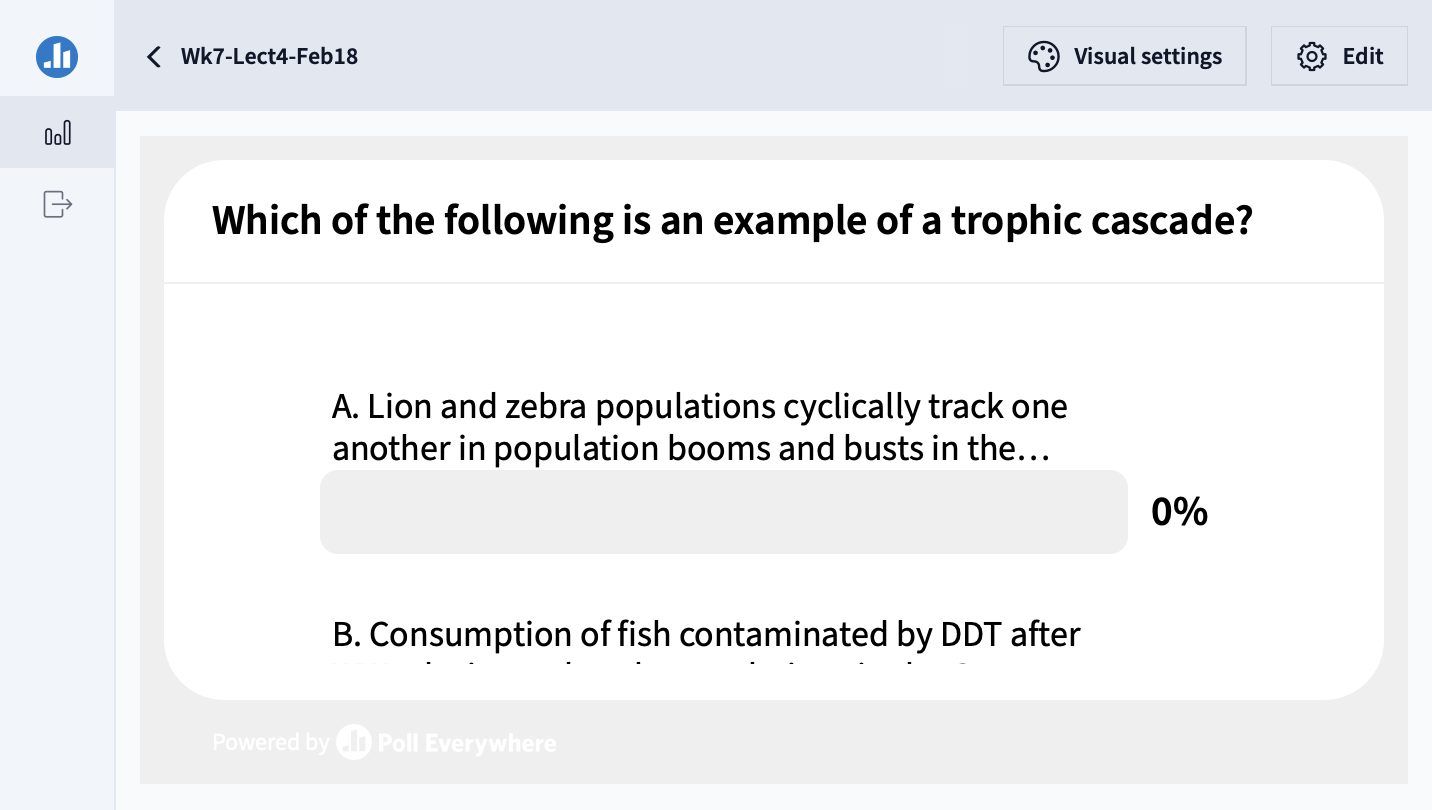 Wk7-Lect4-Feb18
Visual settings
Edit
Which of the following is an example of a trophic cascade?
A. Lion and zebra populations cyclically track one
another in population booms and busts in the…
0%
B. Consumption of fish contaminated by DDT after
Powered by Poll Everywhere